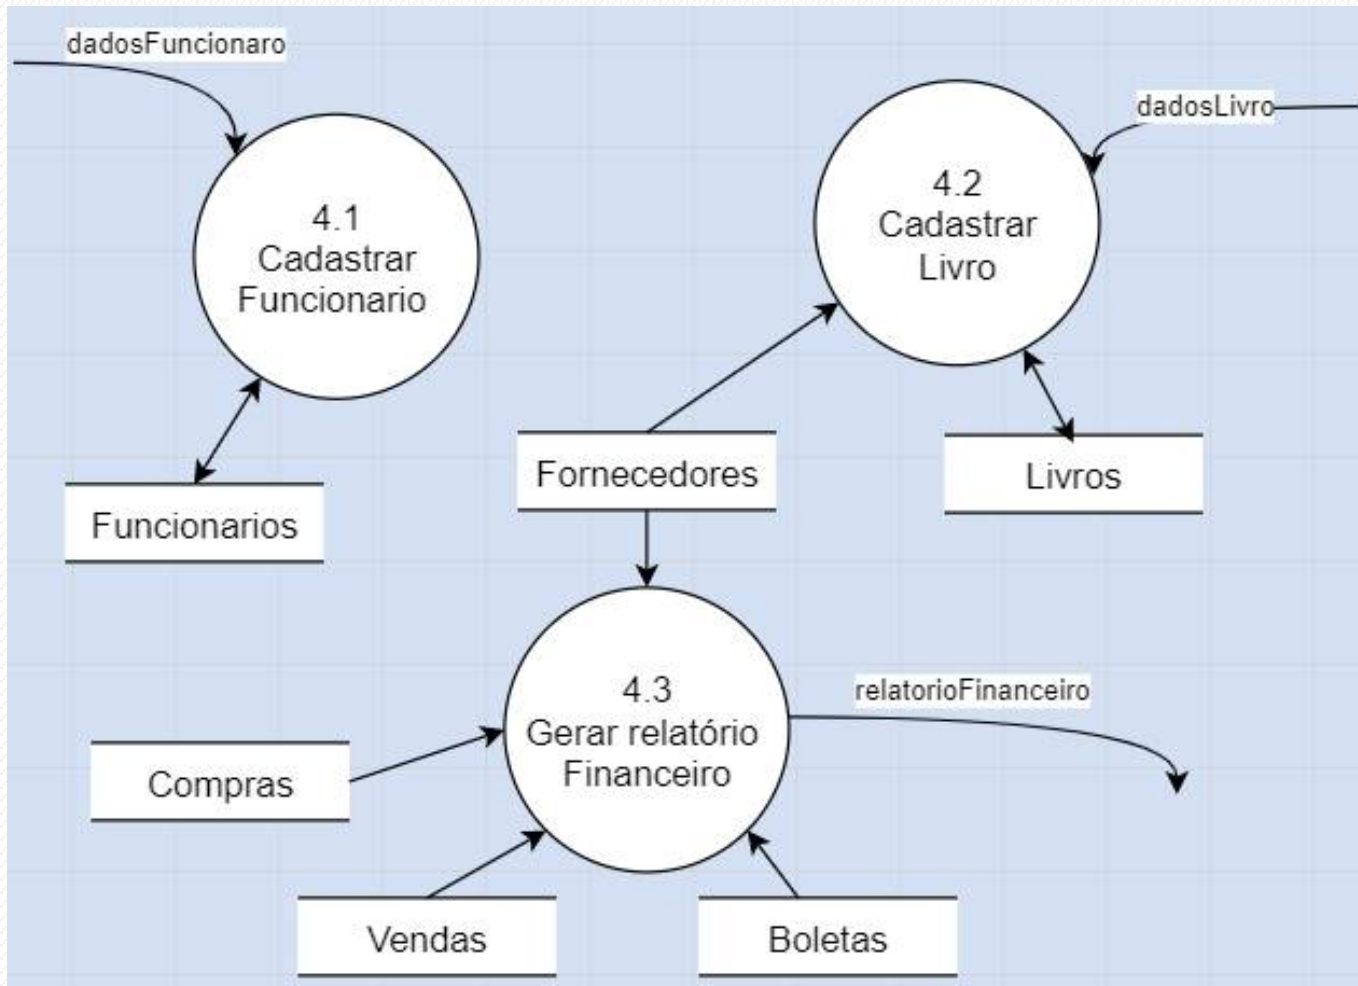 dadosFuncionaro
dadosLivro
4.1
Cadastrar
Funcionario
4.2
Cadastrar
Livro
Fornecedores
Livros
Funcionarios
4.3
Gerar relatório
Financeiro
relatorioFinanceiro
Compras
Vendas
Boletas